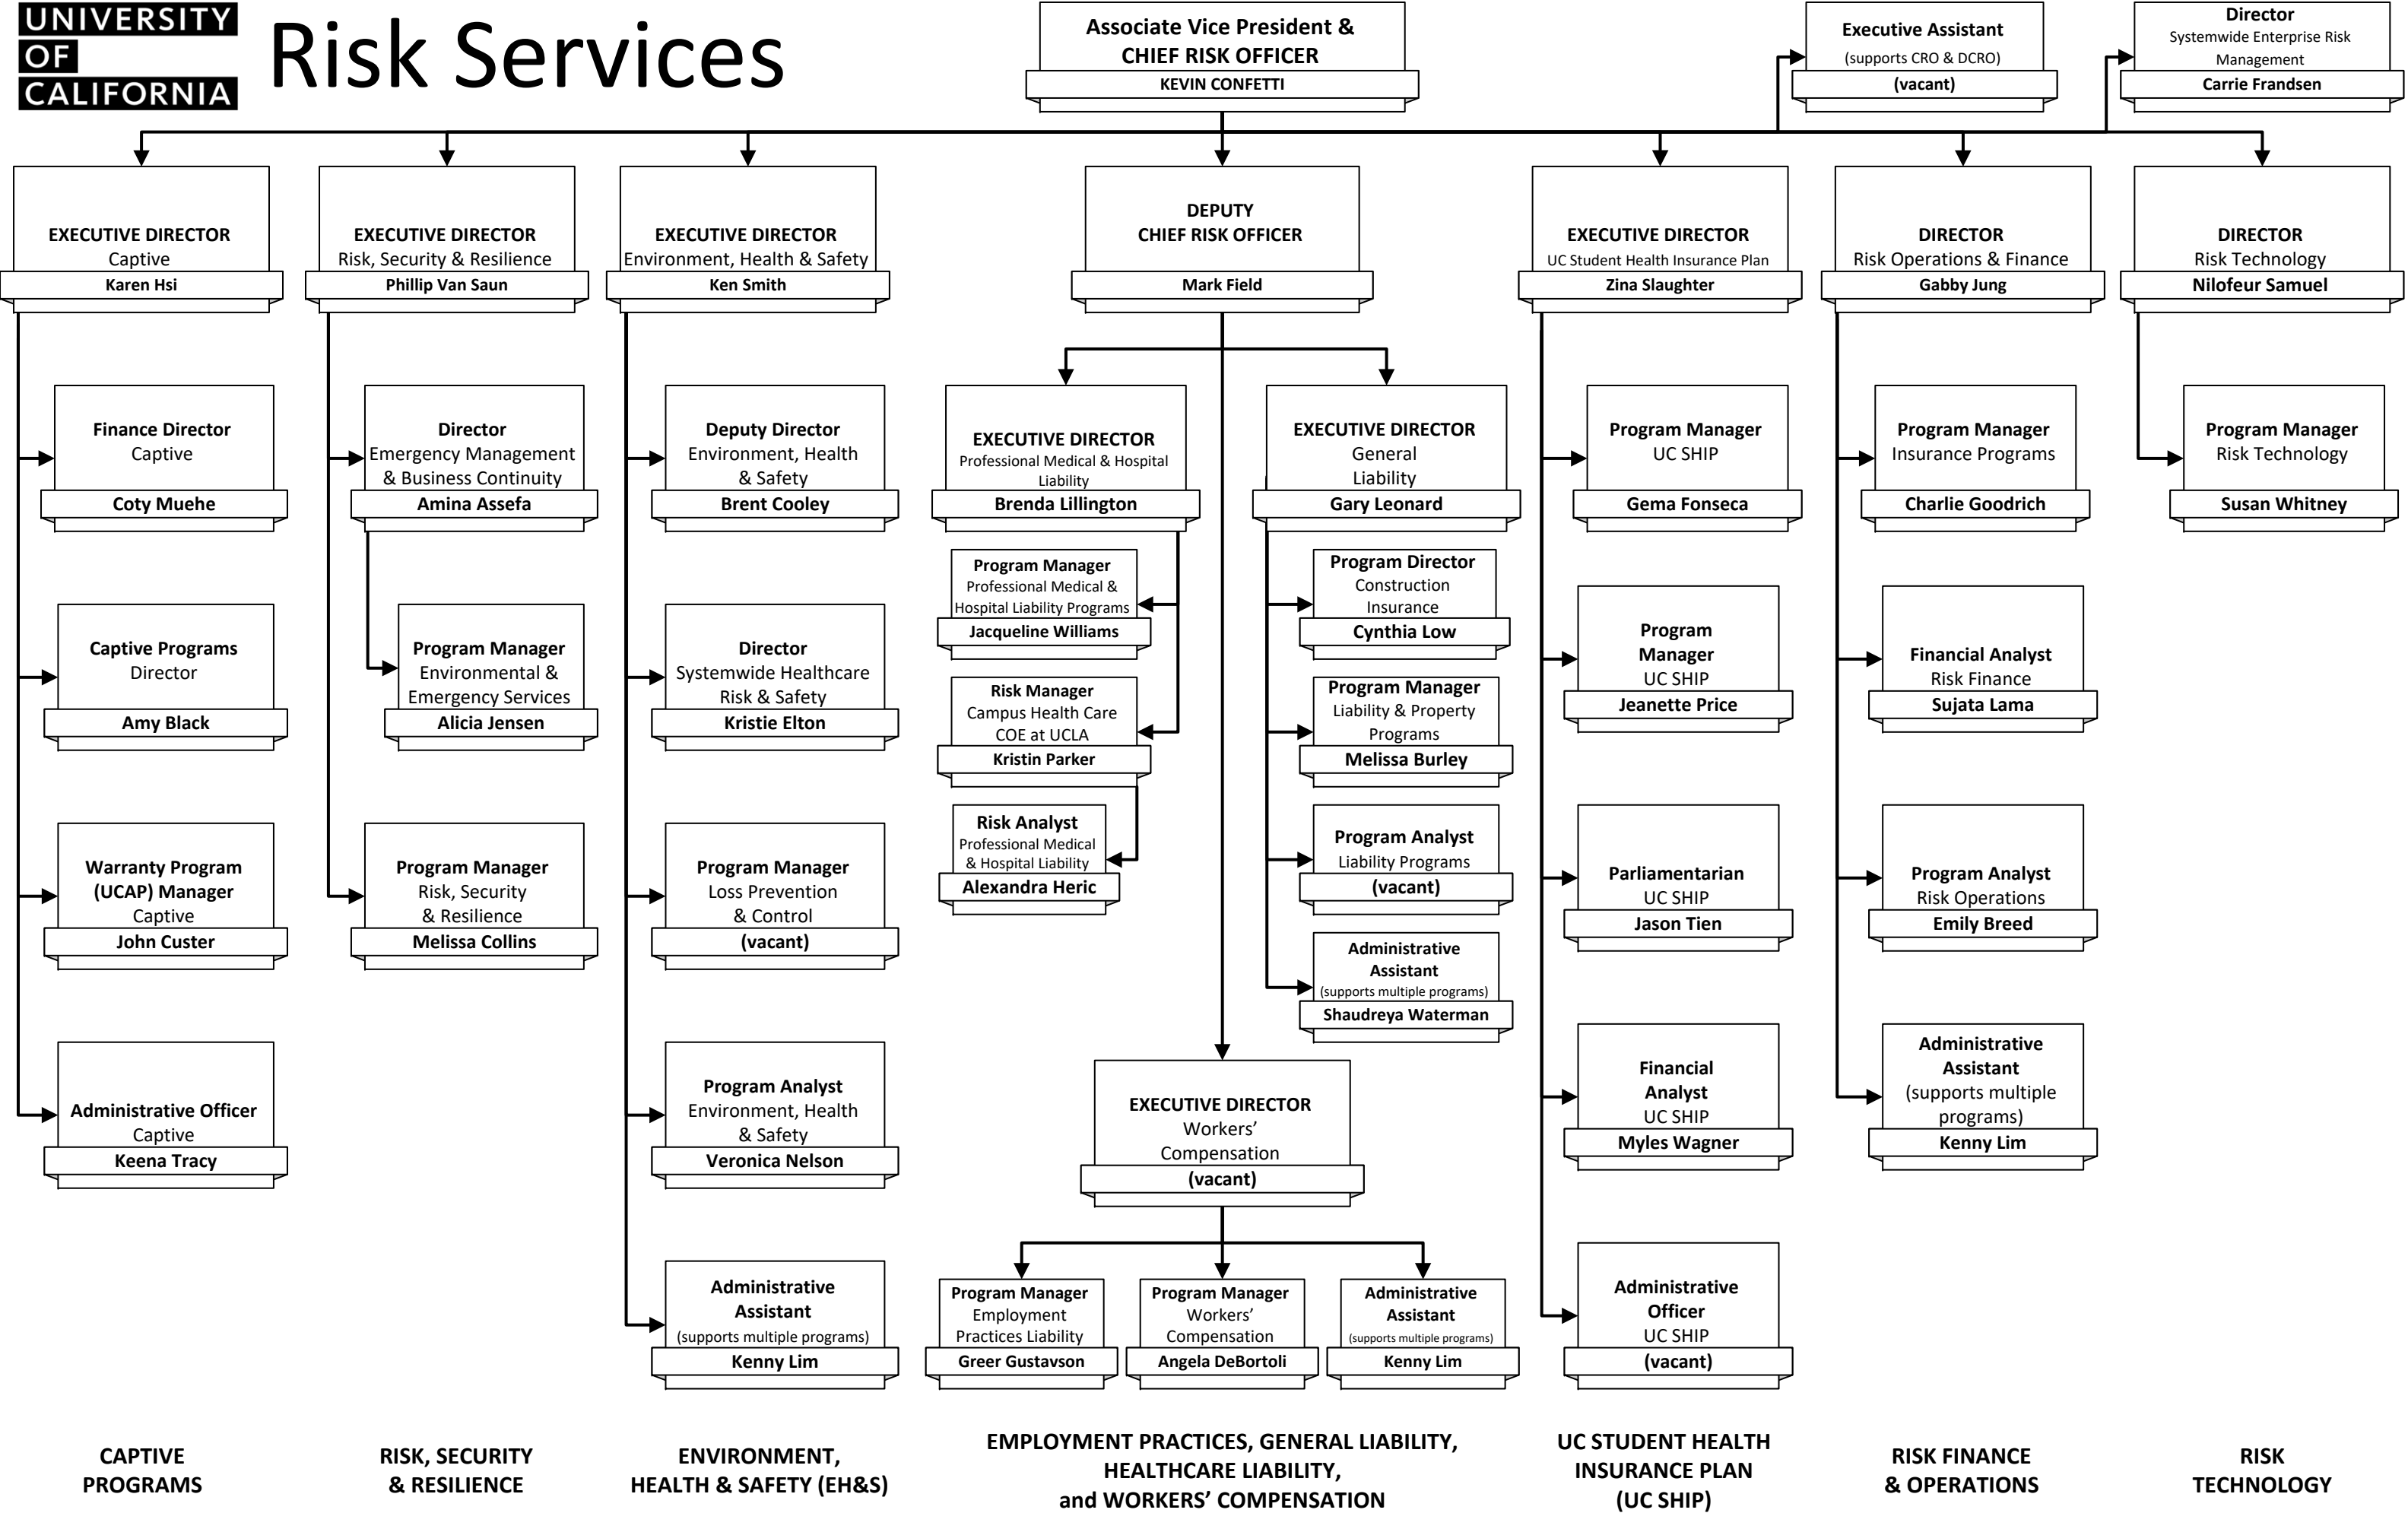 UNIVERSITY
OF
CALIFORNIA
Risk Services
Associate Vice President &
CHIEF RISK OFFICER
KEVIN CONFETTI
Executive Assistant
(supports CRO & DCRO)
(vacant)
Director
Systemwide Enterprise Risk
Management
Carrie Frandsen
EXECUTIVE DIRECTOR
Captive
Karen Hsi
EXECUTIVE DIRECTOR
Risk, Security & Resilience
Phillip Van Saun
EXECUTIVE DIRECTOR
Environment, Health & Safety
Ken Smith
DEPUTY
CHIEF RISK OFFICER
Mark Field
EXECUTIVE DIRECTOR
UC Student Health Insurance Plan
Zina Slaughter
DIRECTOR
Risk Operations & Finance
Gabby Jung
DIRECTOR
Risk Technology
Nilofeur Samuel
Finance Director
Captive
Coty Muehe
Captive Programs
Director
Amy Black
Warranty Program
(UCAP) Manager
Captive
John Custer
Administrative Officer
Captive
Keena Tracy
Director
Emergency Management
& Business Continuity
Amina Assefa
Program Manager
Environmental &
Emergency Services
Alicia Jensen
Program Manager
Risk, Security
& Resilience
Melissa Collins
Deputy Director
Environment, Health
& Safety
Brent Cooley
Director
Systemwide Healthcare
Risk & Safety
Kristie Elton
Program Manager
Loss Prevention
& Control
(vacant)
Program Analyst
Environment, Health
& Safety
Veronica Nelson
Administrative
Assistant
(supports multiple programs)
Kenny Lim
EXECUTIVE DIRECTOR
Professional Medical & Hospital
Liability
Brenda Lillington
Program Manager
Professional Medical &
Hospital Liability Programs
Jacqueline Williams
Risk Manager
Campus Health Care
COE at UCLA
Kristin Parker
Risk Analyst
Professional Medical
& Hospital Liability
Alexandra Heric
EXECUTIVE DIRECTOR
General
Liability
Gary Leonard
Program Director
Construction
Insurance
Cynthia Low
Program Manager
Liability & Property
Programs
Melissa Burley
Program Analyst
Liability Programs
(vacant)
Administrative
Assistant
(supports multiple programs)
Shaudreya Waterman
EXECUTIVE DIRECTOR
Workers’
Compensation
(vacant)
Program Manager
Employment
Practices Liability
Greer Gustavson
Program Manager
Workers’
Compensation
Angela DeBortoli
Administrative
Assistant
(supports multiple programs)
Kenny Lim
Program Manager
UC SHIP
Gema Fonseca
Program
Manager
UC SHIP
Jeanette Price
Parliamentarian
UC SHIP
Jason Tien
Financial
Analyst
UC SHIP
Myles Wagner
Administrative
Officer
UC SHIP
(vacant)
Program Manager
Insurance Programs
Charlie Goodrich
Financial Analyst
Risk Finance
Sujata Lama
Program Analyst
Risk Operations
Emily Breed
Administrative
Assistant
(supports multiple
programs)
Kenny Lim
Program Manager
Risk Technology
Susan Whitney
CAPTIVE
PROGRAMS
RISK, SECURITY
& RESILIENCE
ENVIRONMENT,
HEALTH & SAFETY (EH&S)
EMPLOYMENT PRACTICES, GENERAL LIABILITY,
HEALTHCARE LIABILITY,
and WORKERS’ COMPENSATION
UC STUDENT HEALTH
INSURANCE PLAN
(UC SHIP)
RISK FINANCE
& OPERATIONS
RISK
TECHNOLOGY